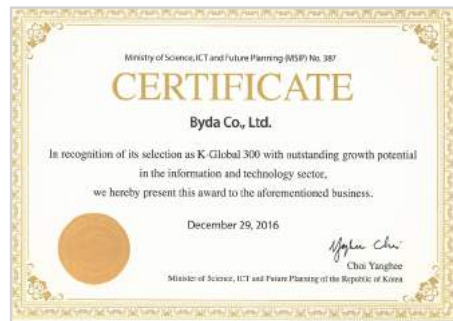 Ministry of Science, ICT and Future Planning (MSIP) No. 387
CERTIFICATE
Byda Co., Ltd.
In recognition of its selection as K-Global 300 with outstanding growth potential
in the information and technology sector,
we hereby present this award to the aforementioned business.
December 29, 2016
Choi Yanghee
Minister of Science, ICT and Future Planning of the Republic of Korea